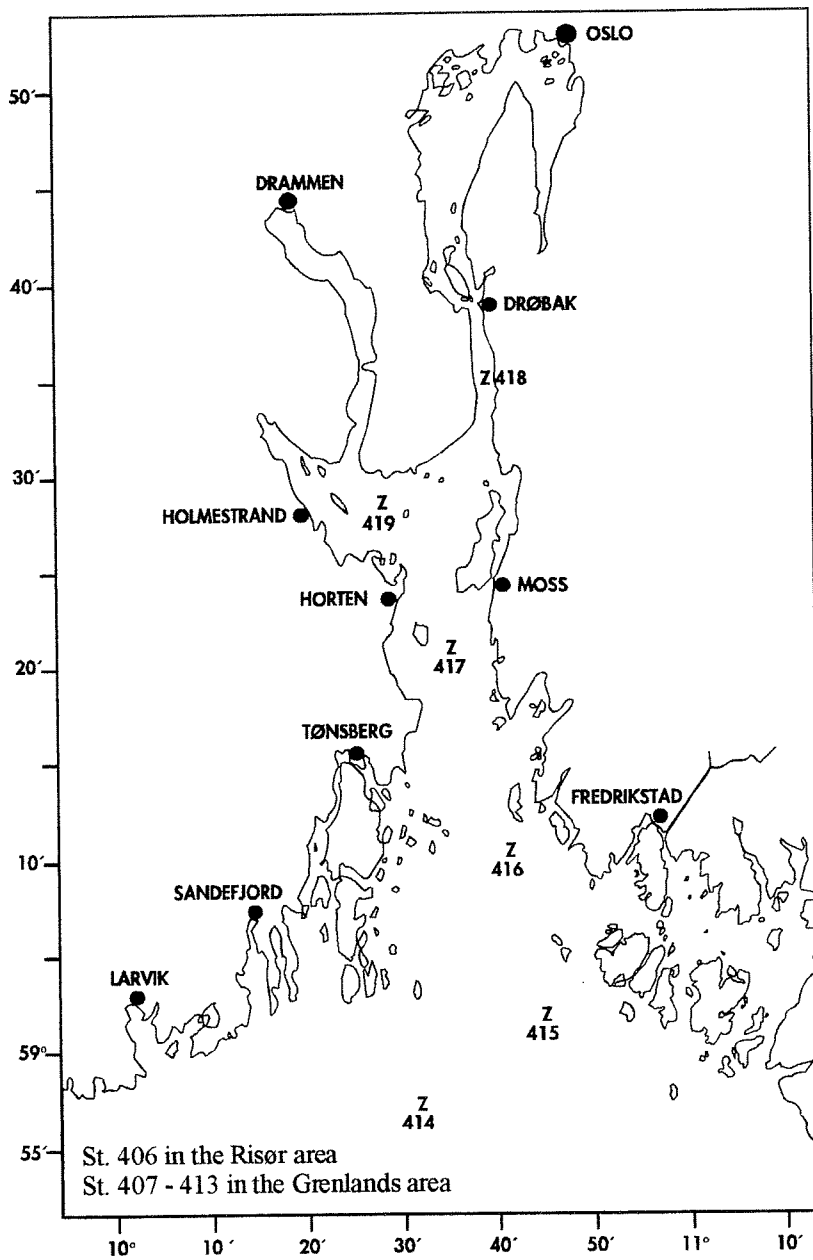 OSLO
50′
DRAMMEN
40′
DRØBAK
Z 418
30′
HOLMESTRAND
Z
419
HORTEN
MOSS
Z
417
20′
TØNSBERG
FREDRIKSTAD
10′
Z
416
SANDEFJORD
LARVIK
Z
415
59°
Z
414
55′
St. 406 in the Risør area
St. 407 - 413 in the Grenlands area
10° 10′ 20′ 30′ 40′ 50′ 11° 10′